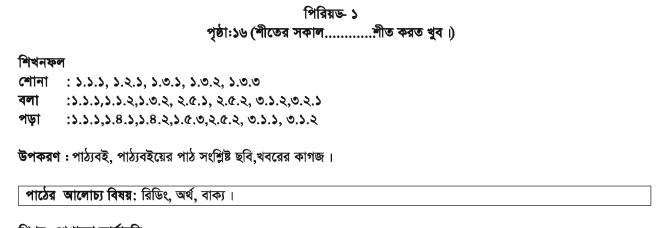 পিরিয়ড- ১
পৃষ্ঠা:১৬ (শীতের সকাল............শীত করত খুব।)
শিখনফল
শোনা : ১.১.১, ১.২.১, ১.৩.১, ১.৩.২, ১.৩.৩
বলা :১.১.১,১.১.২,১.৩.২, ২.৫.১, ২.৫.২, ৩.১.২,৩.২.১
পড়া :১.১.১,১.৪.১,১.৪.২,১.৫.৩,২.৫.২, ৩.১.১, ৩.১.২
উপকরণ : পাঠ্যবই, পাঠ্যবইয়ের পাঠ সংশ্লিষ্ট ছবি,খবরের কাগজ।
পাঠের আলোচ্য বিষয়: রিডিং, অর্থ, বাক্য।